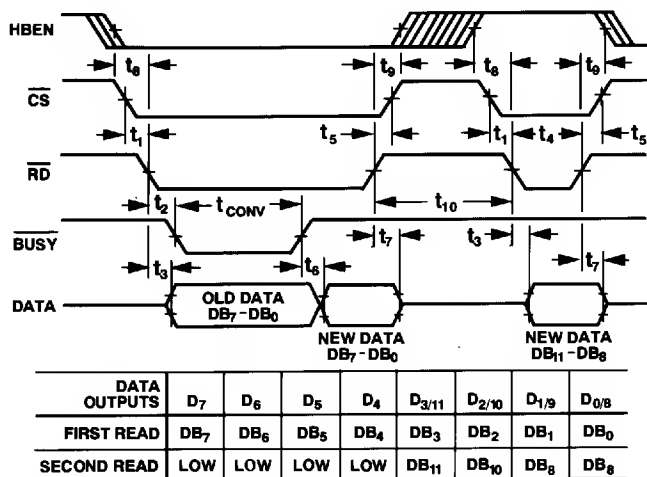 HBEN
t₈ t₉ t₈ t₉
CS
t₁ t₅ t₁ t₄ t₅
RD
t₂ tCONV t₁₀
BUSY
t₃ t₆ t₇ t₃ t₇
DATA
OLD DATA
DB₇–DB₀
NEW DATA
DB₇–DB₀
NEW DATA
DB₁₁–DB₈
DATA
OUTPUTS D₇ D₆ D₅ D₄ D₃/₁₁ D₂/₁₀ D₁/₉ D₀/₈
FIRST READ DB₇ DB₆ DB₅ DB₄ DB₃ DB₂ DB₁ DB₀
SECOND READ LOW LOW LOW LOW DB₁₁ DB₁₀ DB₉ DB₈